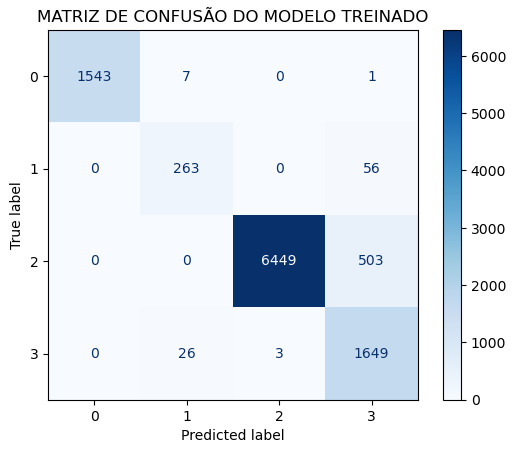 MATRIZ DE CONFUSÃO DO MODELO TREINADO
0 1543 7 0 1
1 0 263 0 56
2 0 0 6449 503
3 0 26 3 1649
0 1 2 3
True label
Predicted label
6000
5000
4000
3000
2000
1000
0